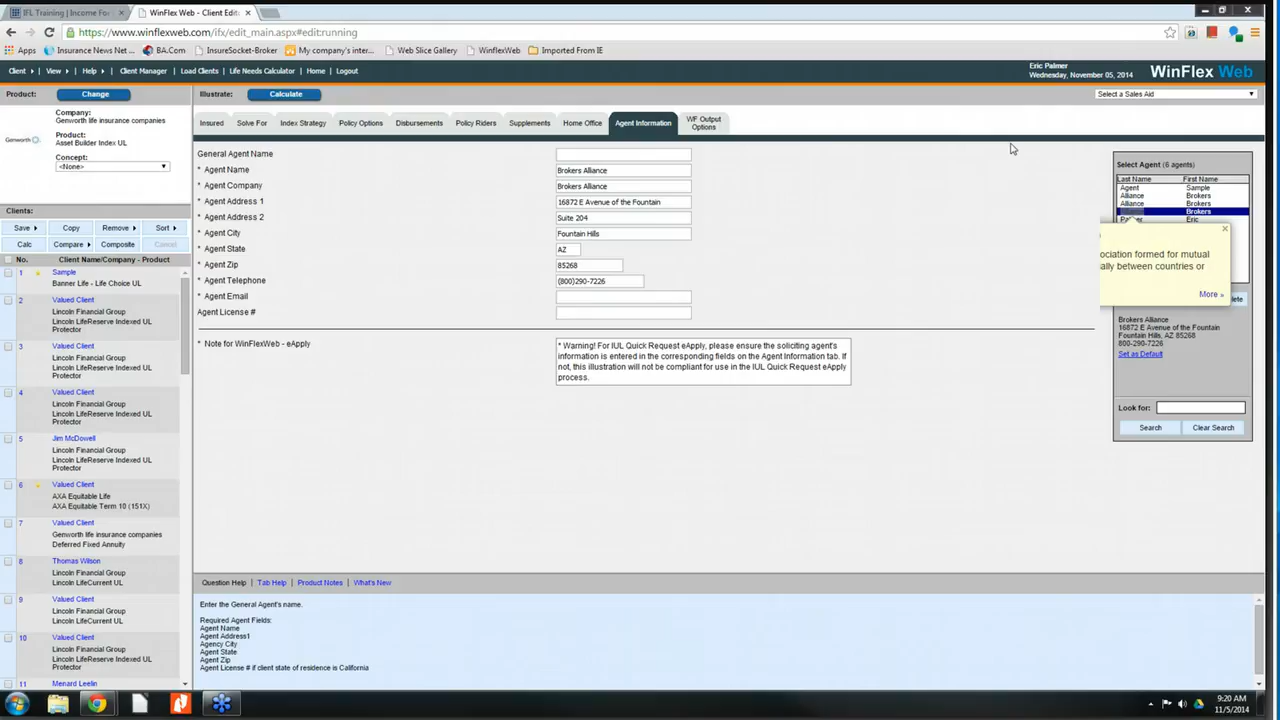 IFL Training | Income For
WinFlex Web - Client Edit
https://www.winflexweb.com/ifx/edit_main.aspx#edit:running
Apps Insurance News Net ... BA.Com InsureSocket-Broker My company's inter... Web Slice Gallery WinflexWeb Imported From IE
Client View Help Client Manager Load Clients Life Needs Calculator Home Logout
Eric Palmer
Wednesday, November 05, 2014
WinFlex Web
Product: Change
Illustrate: Calculate
Select a Sales Aid
Company:
Genworth life insurance companies
Genworth
Product:
Asset Builder Index UL
Concept:
<None>
Insured Solve For Index Strategy Policy Options Disbursements Policy Riders Supplements Home Office Agent Information WF Output
Options
General Agent Name
* Agent Name Brokers Alliance
* Agent Company Brokers Alliance
* Agent Address 1 16872 E Avenue of the Fountain
* Agent Address 2 Suite 204
* Agent City Fountain Hills
* Agent State AZ
* Agent Zip 85268
* Agent Telephone (800)290-7226
* Agent Email
Agent License #
* Note for WinFlexWeb - eApply
* Warning! For IUL Quick Request eApply, please ensure the soliciting agent's
information is entered in the corresponding fields on the Agent Information tab. If
not, this illustration will not be compliant for use in the IUL Quick Request eApply
process.
Select Agent (6 agents)
Last Name First Name
Agent Sample
Alliance Brokers
Alliance Brokers
Brokers
Palmer Eric
ociation formed for mutual
ally between countries or
More »
lete
Brokers Alliance
16872 E Avenue of the Fountain
Fountain Hills, AZ 85268
800-290-7226
Set as Default
Look for:
Search Clear Search
Clients:
Save Copy Remove Sort
Calc Compare Composite Cancel
No. Client Name/Company - Product
1 Sample
Banner Life - Life Choice UL
2 Valued Client
Lincoln Financial Group
Lincoln LifeReserve Indexed UL
Protector
3 Valued Client
Lincoln Financial Group
Lincoln LifeReserve Indexed UL
Protector
4 Valued Client
Lincoln Financial Group
Lincoln LifeReserve Indexed UL
Protector
5 Jim McDowell
Lincoln Financial Group
Lincoln LifeReserve Indexed UL
Protector
6 Valued Client
AXA Equitable Life
AXA Equitable Term 10 (151X)
7 Valued Client
Genworth life insurance companies
Deferred Fixed Annuity
8 Thomas Wilson
Lincoln Financial Group
Lincoln LifeCurrent UL
9 Valued Client
Lincoln Financial Group
Lincoln LifeCurrent UL
10 Valued Client
Lincoln Financial Group
Lincoln LifeReserve Indexed UL
Protector
11 Menard Leelin
Question Help | Tab Help | Product Notes | What's New
Enter the General Agent's name.
Required Agent Fields:
Agent Name
Agent Address1
Agency City
Agent State
Agent Zip
Agent License # if client state of residence is California
9:20 AM
11/5/2014